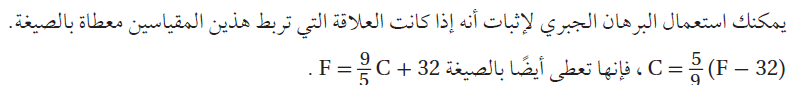 يمكنك استعمال البرهان الجبري لإثبات أنه إذا كانت العلاقة التي تربط هذين المقياسين معطاة بالصيغة.
C = 5/9 (F − 32) ، فإنها تعطى أيضًا بالصيغة F = 9/5 C + 32 .